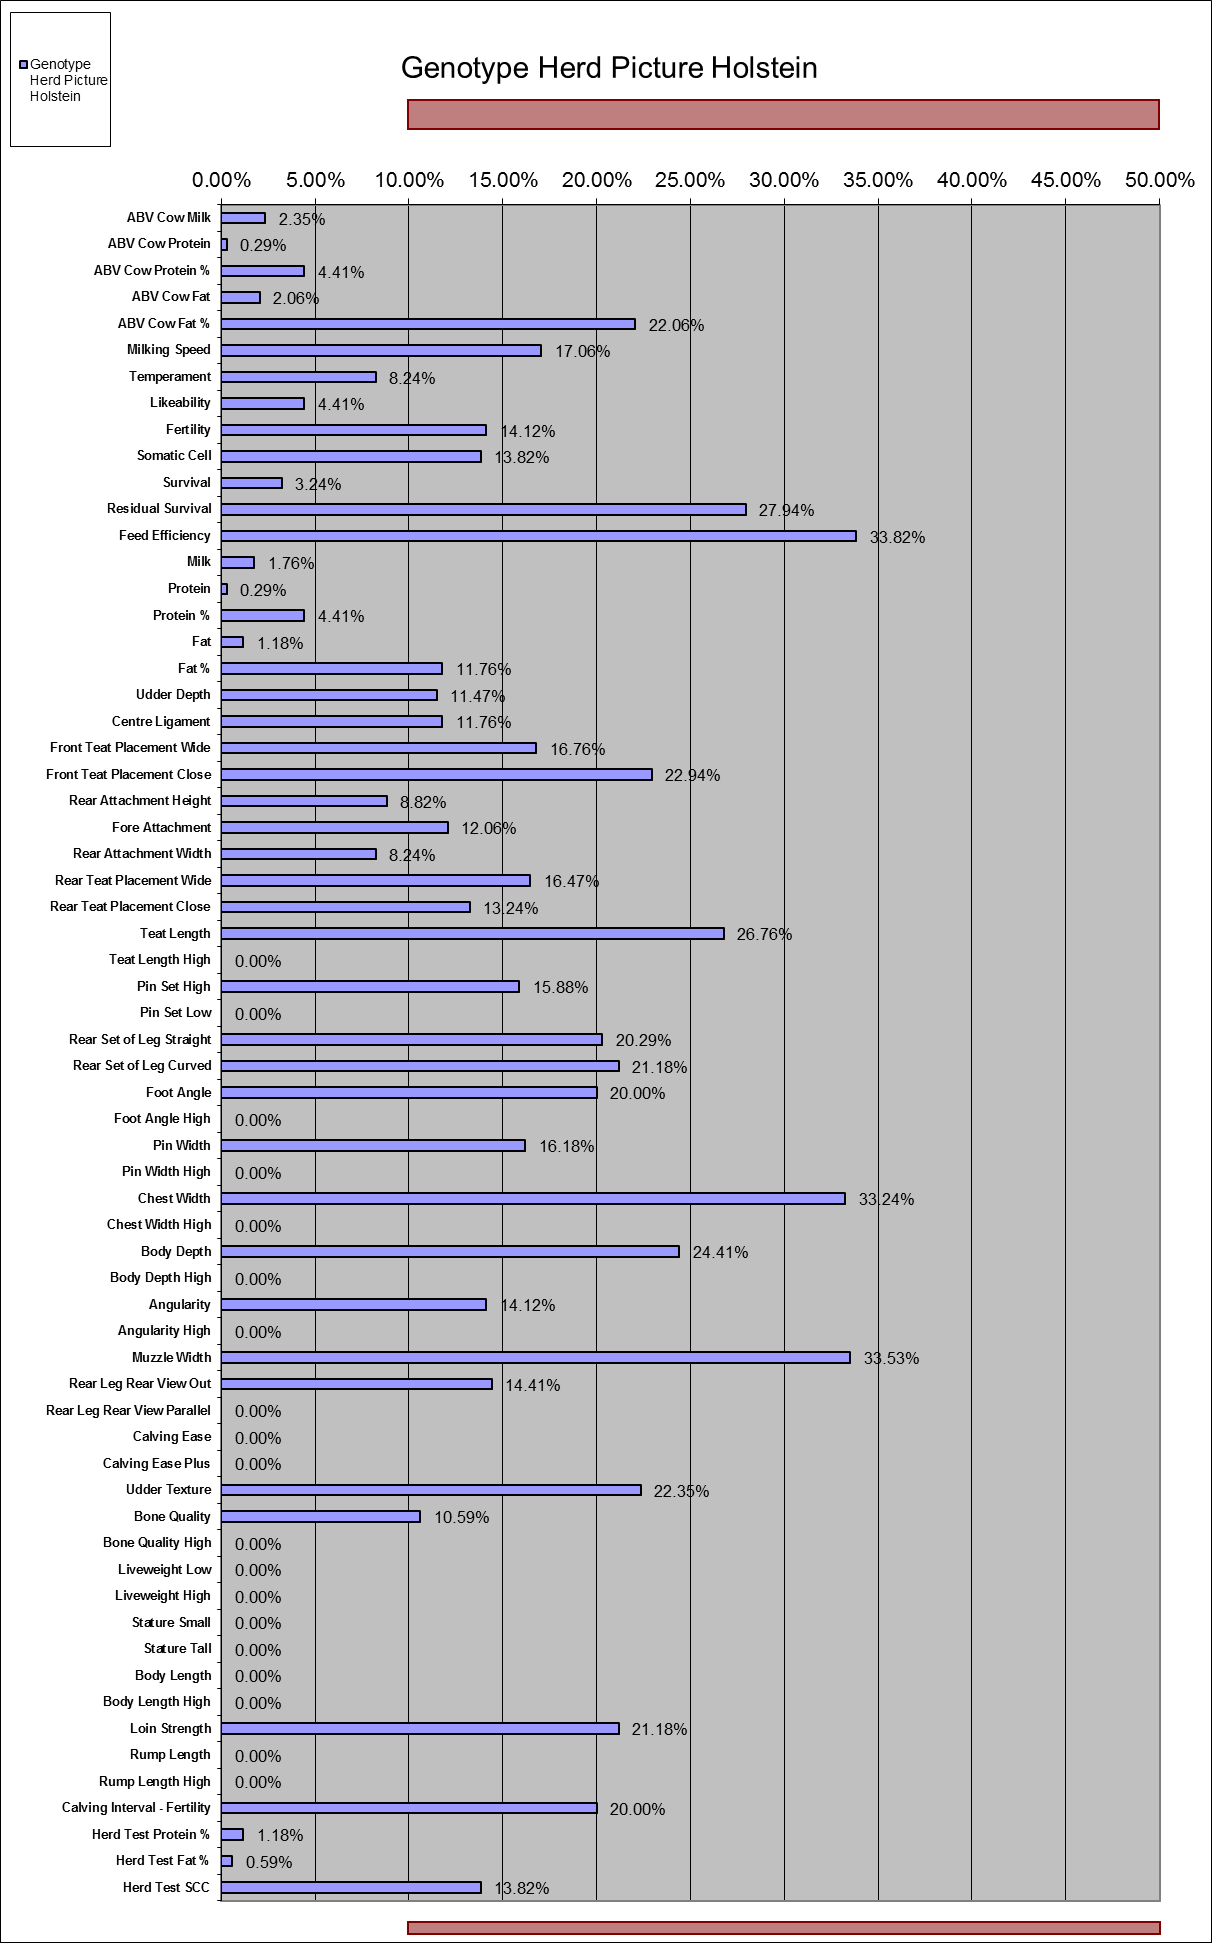 Genotype
Herd Picture
Holstein
Genotype Herd Picture Holstein
0.00% 5.00% 10.00% 15.00% 20.00% 25.00% 30.00% 35.00% 40.00% 45.00% 50.00%
ABV Cow Milk 2.35%
ABV Cow Protein 0.29%
ABV Cow Protein % 4.41%
ABV Cow Fat 2.06%
ABV Cow Fat % 22.06%
Milking Speed 17.06%
Temperament 8.24%
Likeability 4.41%
Fertility 14.12%
Somatic Cell 13.82%
Survival 3.24%
Residual Survival 27.94%
Feed Efficiency 33.82%
Milk 1.76%
Protein 0.29%
Protein % 4.41%
Fat 1.18%
Fat % 11.76%
Udder Depth 11.47%
Centre Ligament 11.76%
Front Teat Placement Wide 16.76%
Front Teat Placement Close 22.94%
Rear Attachment Height 8.82%
Fore Attachment 12.06%
Rear Attachment Width 8.24%
Rear Teat Placement Wide 16.47%
Rear Teat Placement Close 13.24%
Teat Length 26.76%
Teat Length High 0.00%
Pin Set High 15.88%
Pin Set Low 0.00%
Rear Set of Leg Straight 20.29%
Rear Set of Leg Curved 21.18%
Foot Angle 20.00%
Foot Angle High 0.00%
Pin Width 16.18%
Pin Width High 0.00%
Chest Width 33.24%
Chest Width High 0.00%
Body Depth 24.41%
Body Depth High 0.00%
Angularity 14.12%
Angularity High 0.00%
Muzzle Width 33.53%
Rear Leg Rear View Out 14.41%
Rear Leg Rear View Parallel 0.00%
Calving Ease 0.00%
Calving Ease Plus 0.00%
Udder Texture 22.35%
Bone Quality 10.59%
Bone Quality High 0.00%
Liveweight Low 0.00%
Liveweight High 0.00%
Stature Small 0.00%
Stature Tall 0.00%
Body Length 0.00%
Body Length High 0.00%
Loin Strength 21.18%
Rump Length 0.00%
Rump Length High 0.00%
Calving Interval - Fertility 20.00%
Herd Test Protein % 1.18%
Herd Test Fat % 0.59%
Herd Test SCC 13.82%